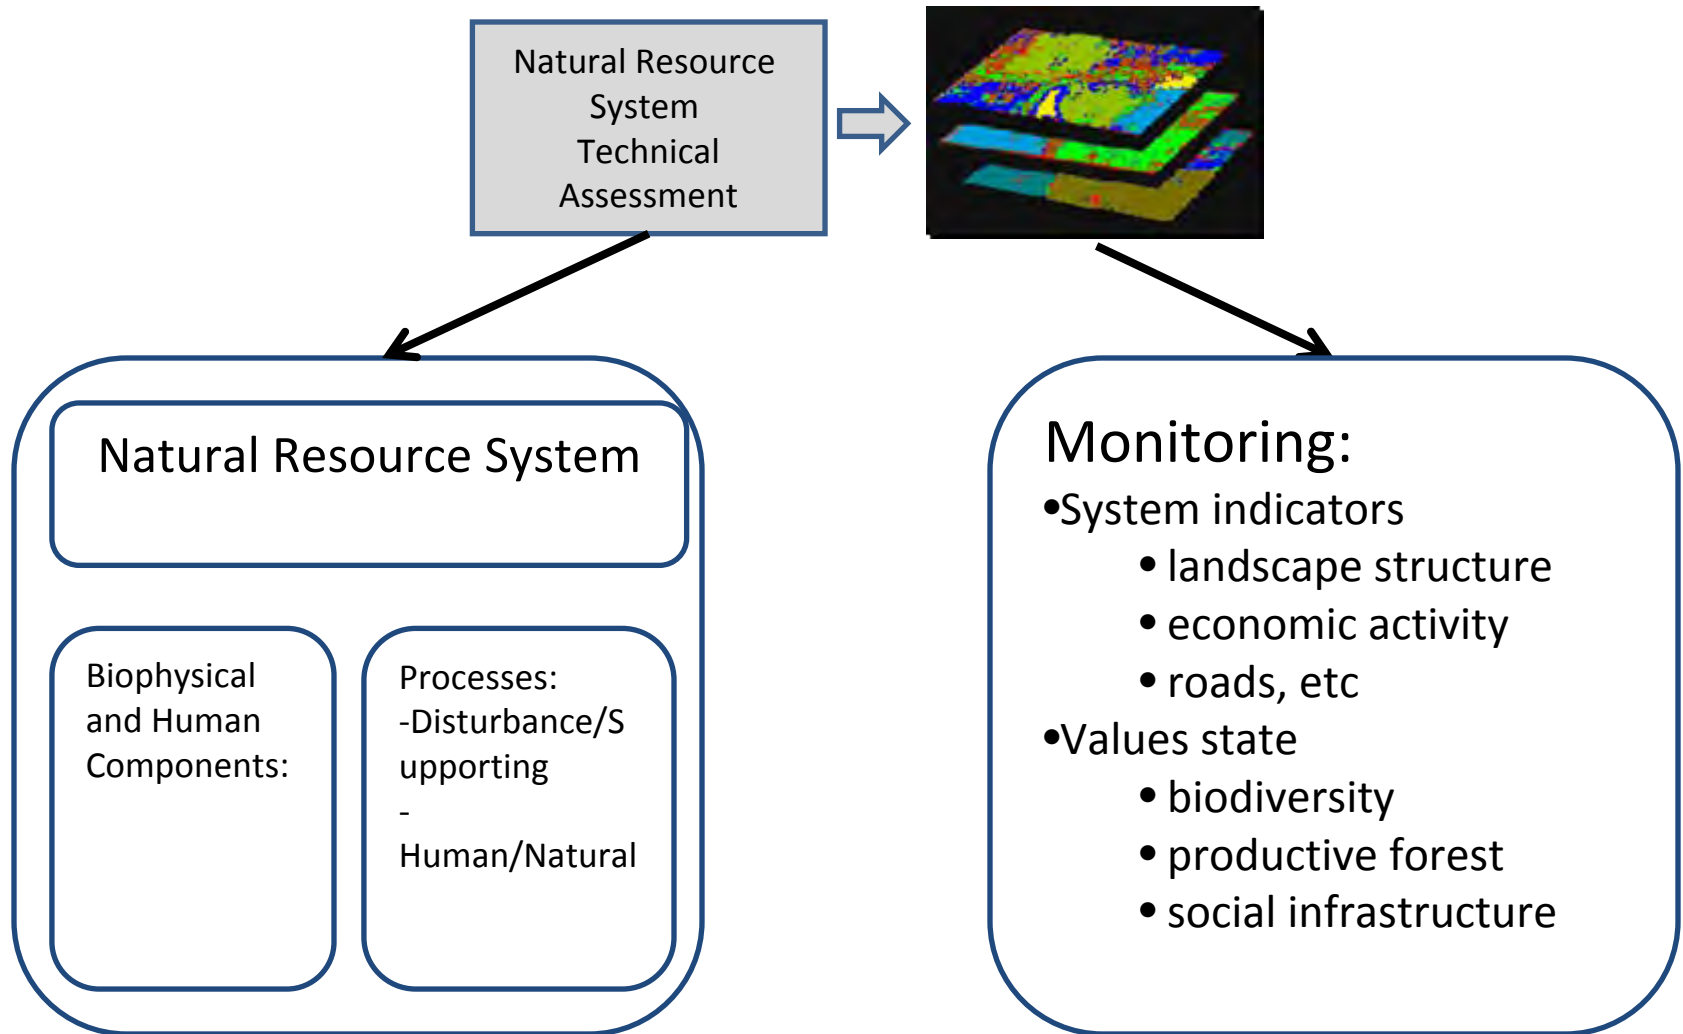 Natural Resource
System
Technical
Assessment
Natural Resource System
Biophysical
and Human
Components:
Processes:
-Disturbance/S
upporting
-
Human/Natural
Monitoring:
•System indicators
• landscape structure
• economic activity
• roads, etc
•Values state
• biodiversity
• productive forest
• social infrastructure